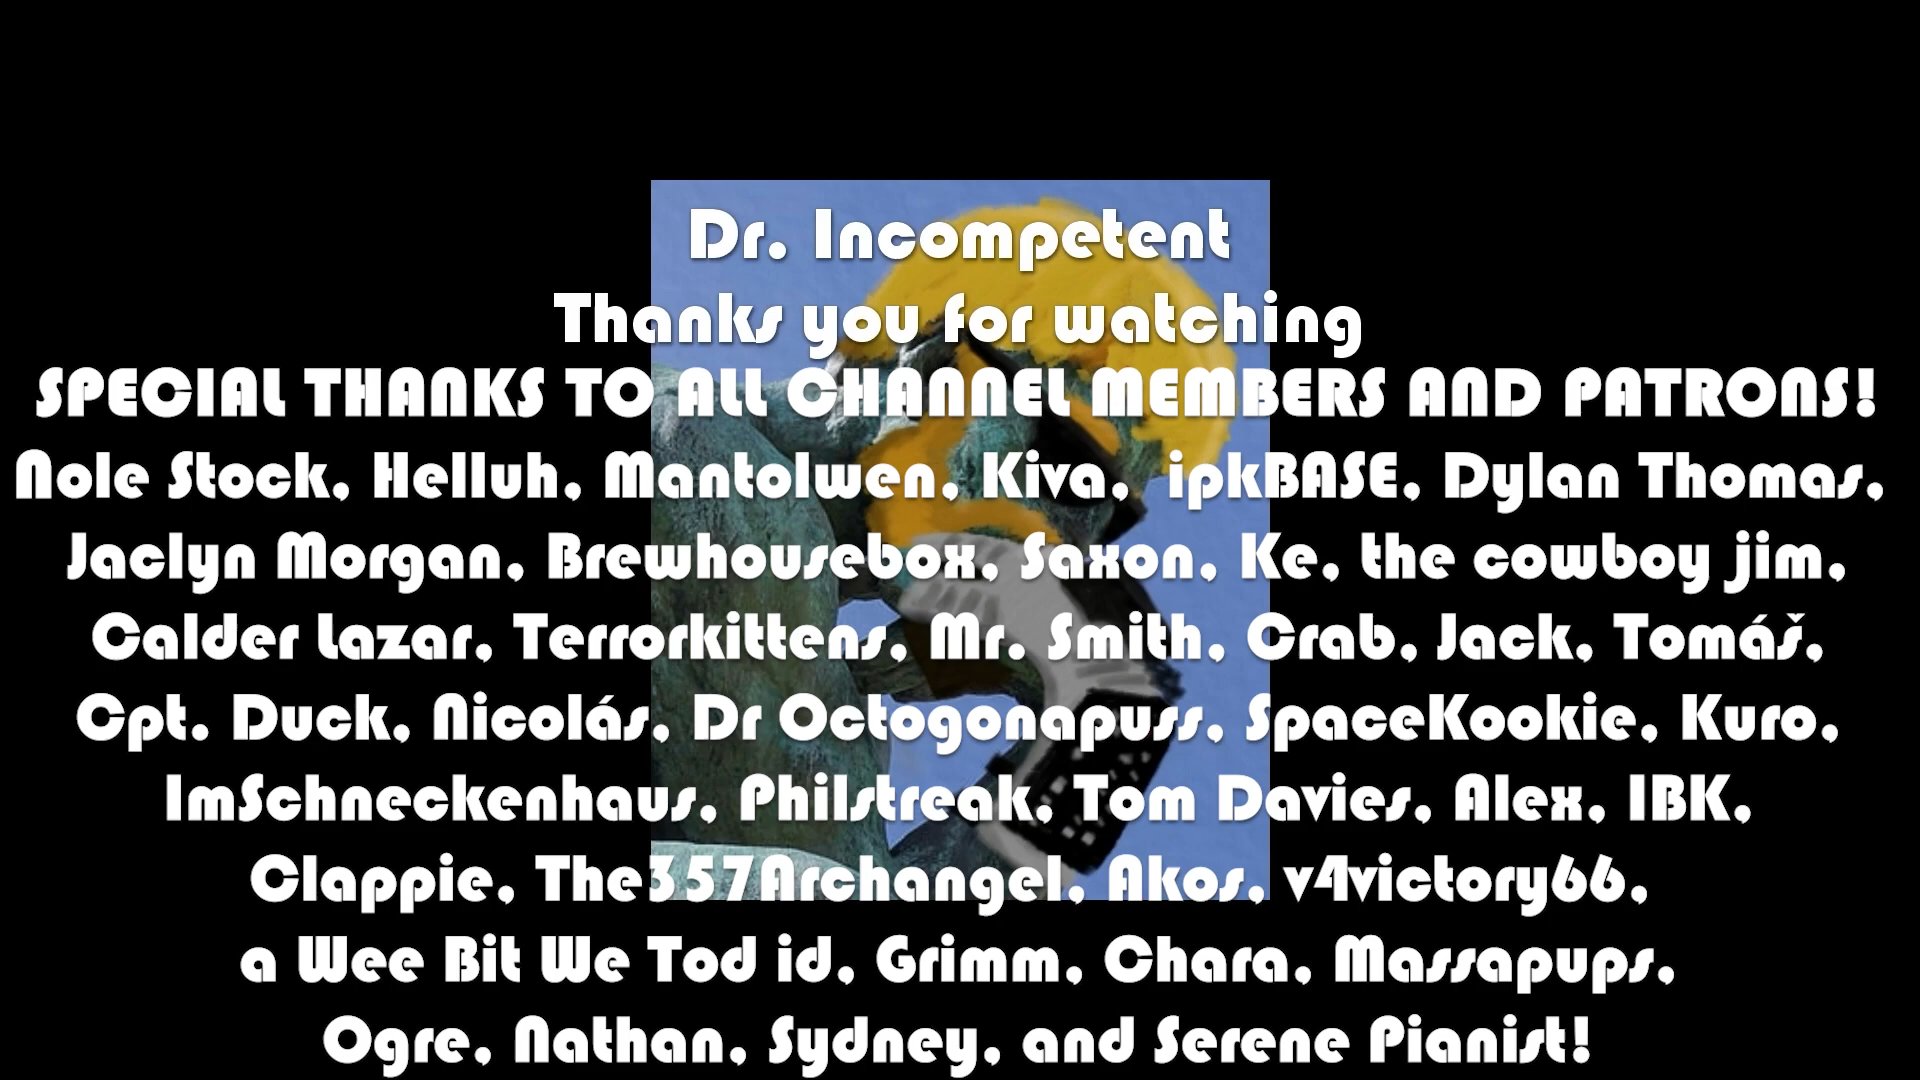 Dr. Incompetent
Thanks you for watching
SPECIAL THANKS TO ALL CHANNEL MEMBERS AND PATRONS!
Nole Stock, Helluh, Mantolwen, Kiva, ipkBASE, Dylan Thomas,
Jaclyn Morgan, Brewhousebox, Saxon, Ke, the cowboy jim,
Calder Lazar, Terrorkittens, Mr. Smith, Crab, Jack, Tomáš,
Cpt. Duck, Nicolás, Dr Octogonapuss, SpaceKookie, Kuro,
ImSchneckenhaus, Philstreak, Tom Davies, Alex, IBK,
Clappie, The357Archangel, Akos, v4victory66,
a Wee Bit We Tod id, Grimm, Chara, Massapups,
Ogre, Nathan, Sydney, and Serene Pianist!